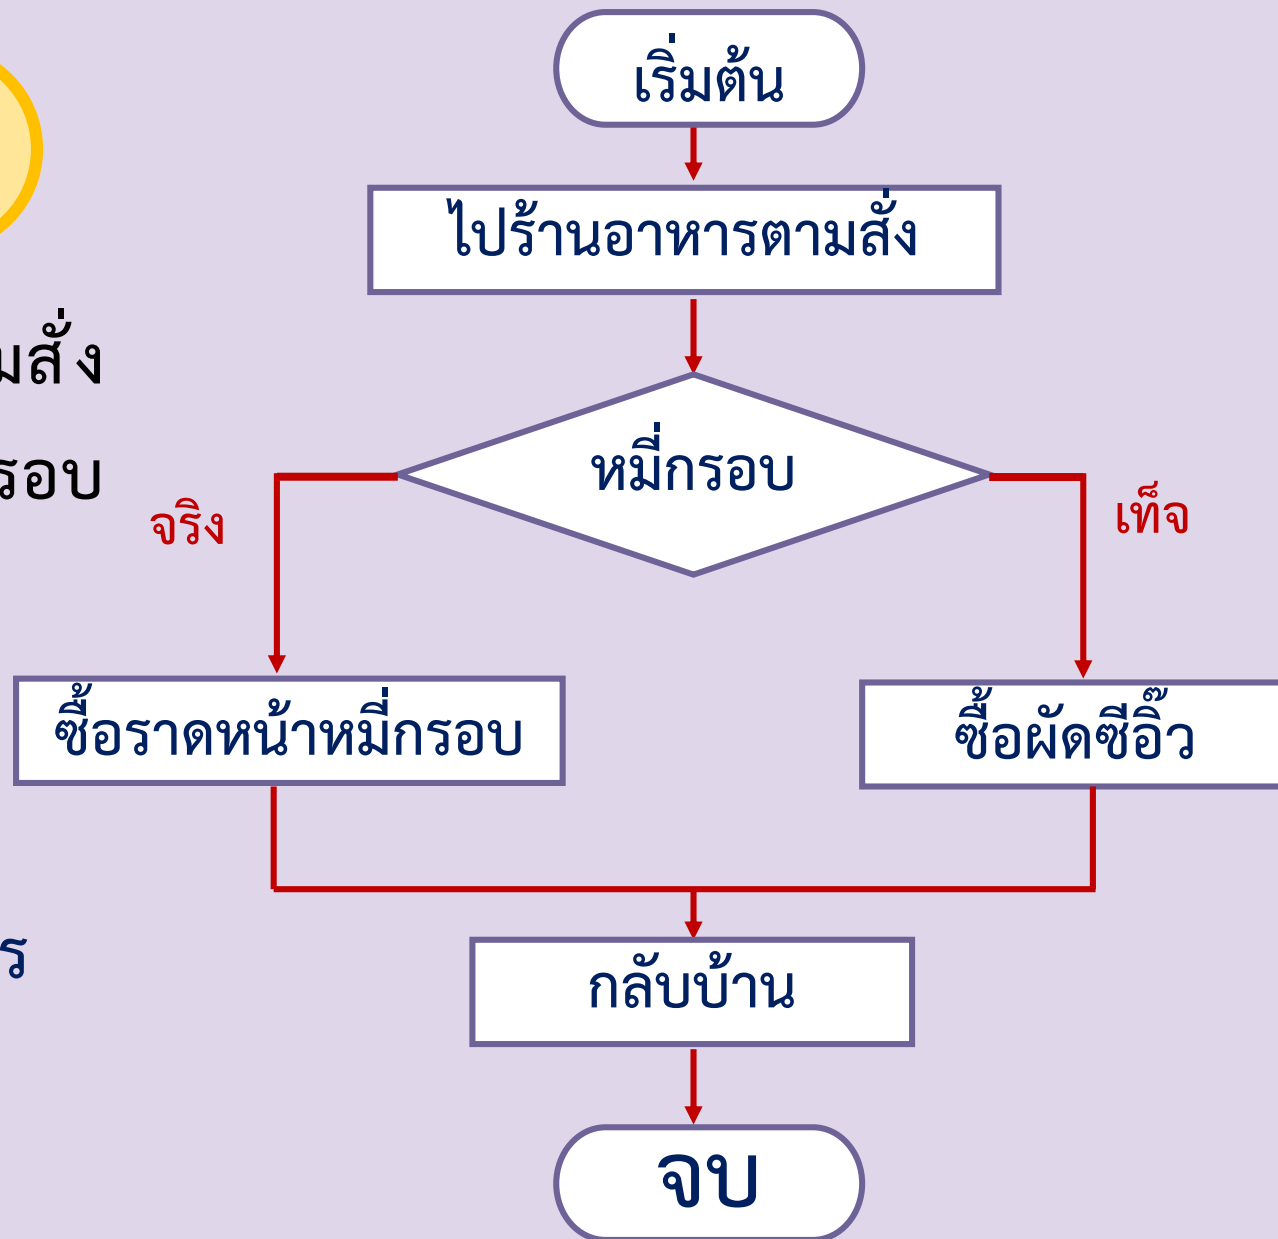 เริ่มต้น
ไปร้านอาหารตามสั่ง
มสั่ง
หมี่กรอบ
รอบ
จริง
เท็จ
ซื้อราดหน้าหมี่กรอบ
ซื้อผัดซีอิ๊ว
ร
กลับบ้าน
จบ